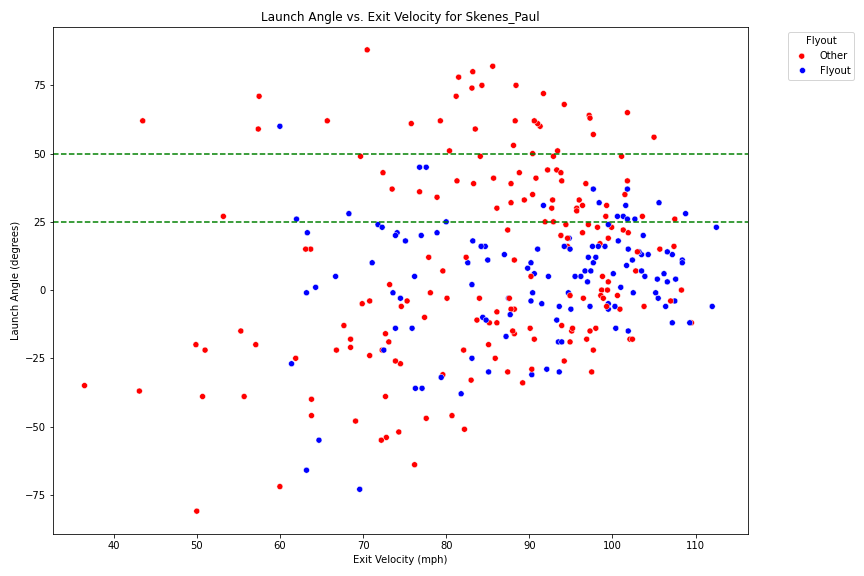 Launch Angle vs. Exit Velocity for Skenes_Paul
Flyout
Other
Flyout
75
50
25
0
−25
−50
−75
Launch Angle (degrees)
40 50 60 70 80 90 100 110
Exit Velocity (mph)